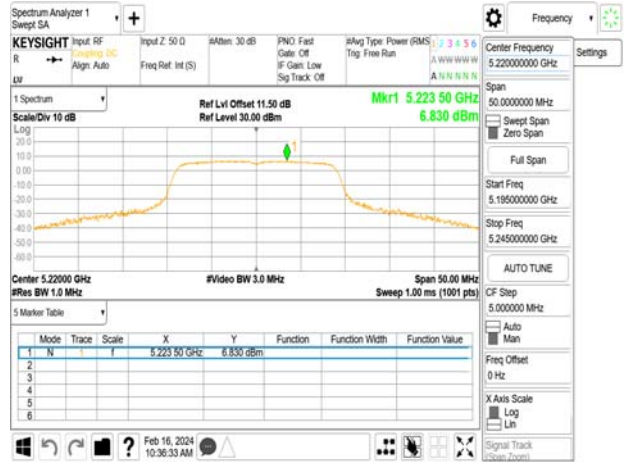 Spectrum Analyzer 1
Swept SA
+
Frequency
KEYSIGHT
Input: RF
Coupling: DC
Align: Auto
Input Z: 50 Ω
Freq Ref: Int (S)
#Atten: 30 dB
PNO: Fast
Gate: Off
IF Gain: Low
Sig Track: Off
#Avg Type: Power (RMS
Trig: Free Run
1 2 3 4 5 6
A W W W W W
A N N N N N
R
Center Frequency
5.220000000 GHz
Settings
Span
50.0000000 MHz
Swept Span
Zero Span
Full Span
Start Freq
5.195000000 GHz
Stop Freq
5.245000000 GHz
AUTO TUNE
CF Step
5.000000 MHz
Auto
Man
Freq Offset
0 Hz
X Axis Scale
Log
Lin
Signal Track
(Span Zoom)
1 Spectrum
Scale/Div 10 dB
Ref Lvl Offset 11.50 dB
Ref Level 30.00 dBm
Mkr1 5.223 50 GHz
6.830 dBm
Log
20.0
10.0
0.00
-10.0
-20.0
-30.0
-40.0
-50.0
-60.0
1
Center 5.22000 GHz
#Res BW 1.0 MHz
#Video BW 3.0 MHz
Span 50.00 MHz
Sweep 1.00 ms (1001 pts)
5 Marker Table
Mode Trace Scale X Y Function Function Width Function Value
1 N 1 f 5.223 50 GHz 6.830 dBm
2
3
4
5
6
?
Feb 16, 2024
10:36:33 AM